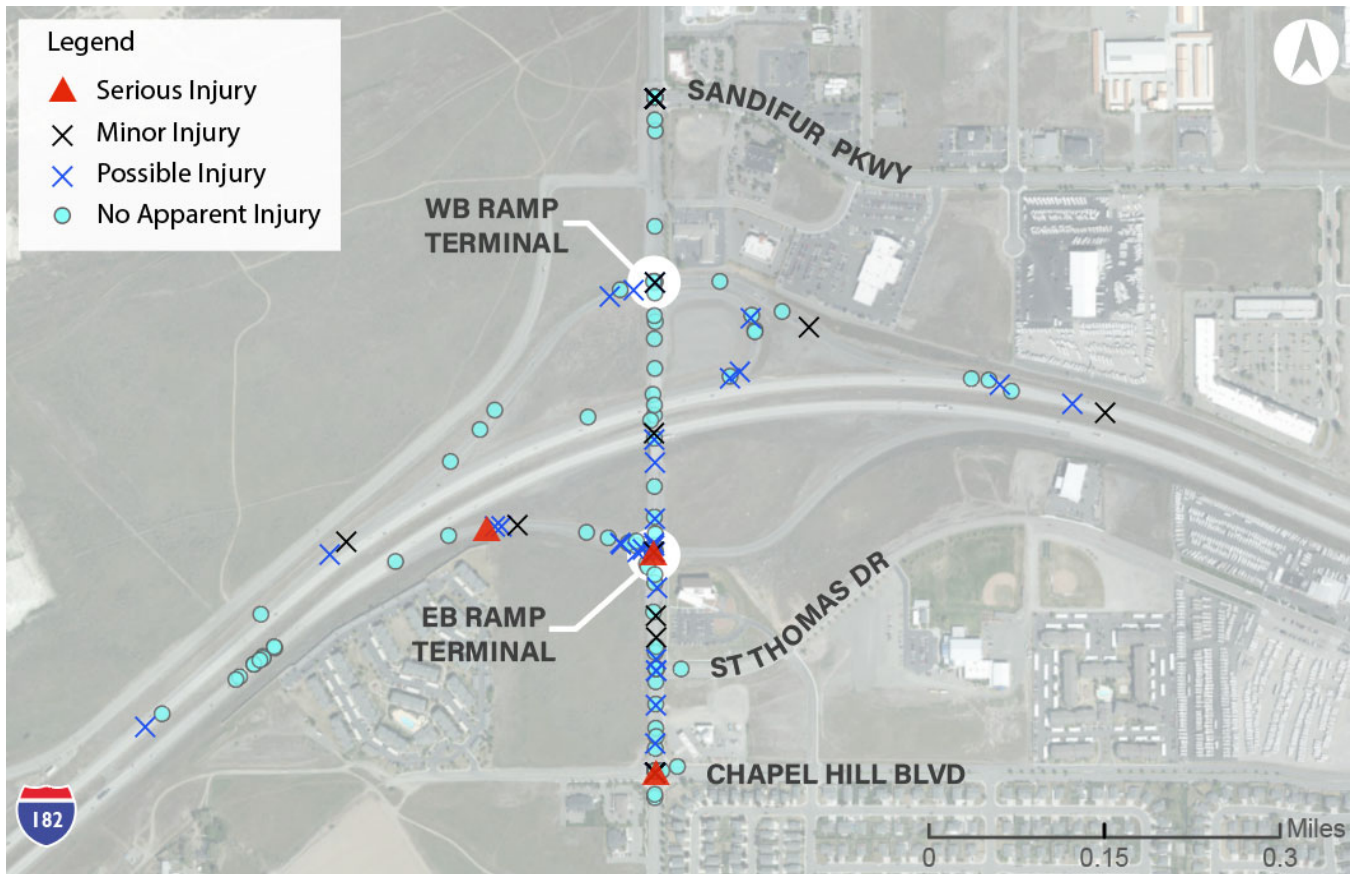 Legend
Serious Injury
Minor Injury
Possible Injury
No Apparent Injury
SANDIFUR PKWY
WB RAMP
TERMINAL
EB RAMP
TERMINAL
ST THOMAS DR
CHAPEL HILL BLVD
182
Miles
0 0.15 0.3